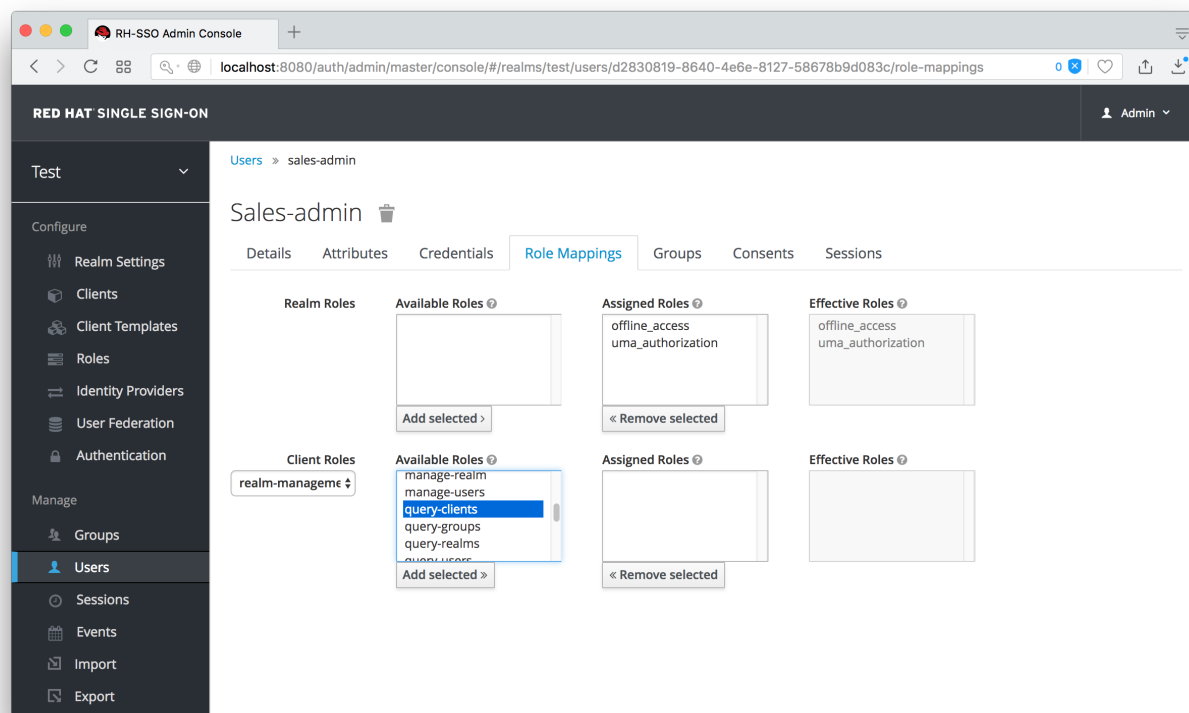 RH-SSO Admin Console
localhost:8080/auth/admin/master/console/#/realms/test/users/d2830819-8640-4e6e-8127-58678b9d083c/role-mappings
0
RED HAT SINGLE SIGN-ON
Admin
Test
Configure
Realm Settings
Clients
Client Templates
Roles
Identity Providers
User Federation
Authentication
Manage
Groups
Users
Sessions
Events
Import
Export
Users » sales-admin
Sales-admin
Details Attributes Credentials Role Mappings Groups Consents Sessions
Realm Roles Available Roles Assigned Roles Effective Roles
offline_access offline_access
uma_authorization uma_authorization
Add selected › « Remove selected
Client Roles Available Roles Assigned Roles Effective Roles
realm-manageme
manage-realm
manage-users
query-clients
query-groups
query-realms
query-users
Add selected » « Remove selected